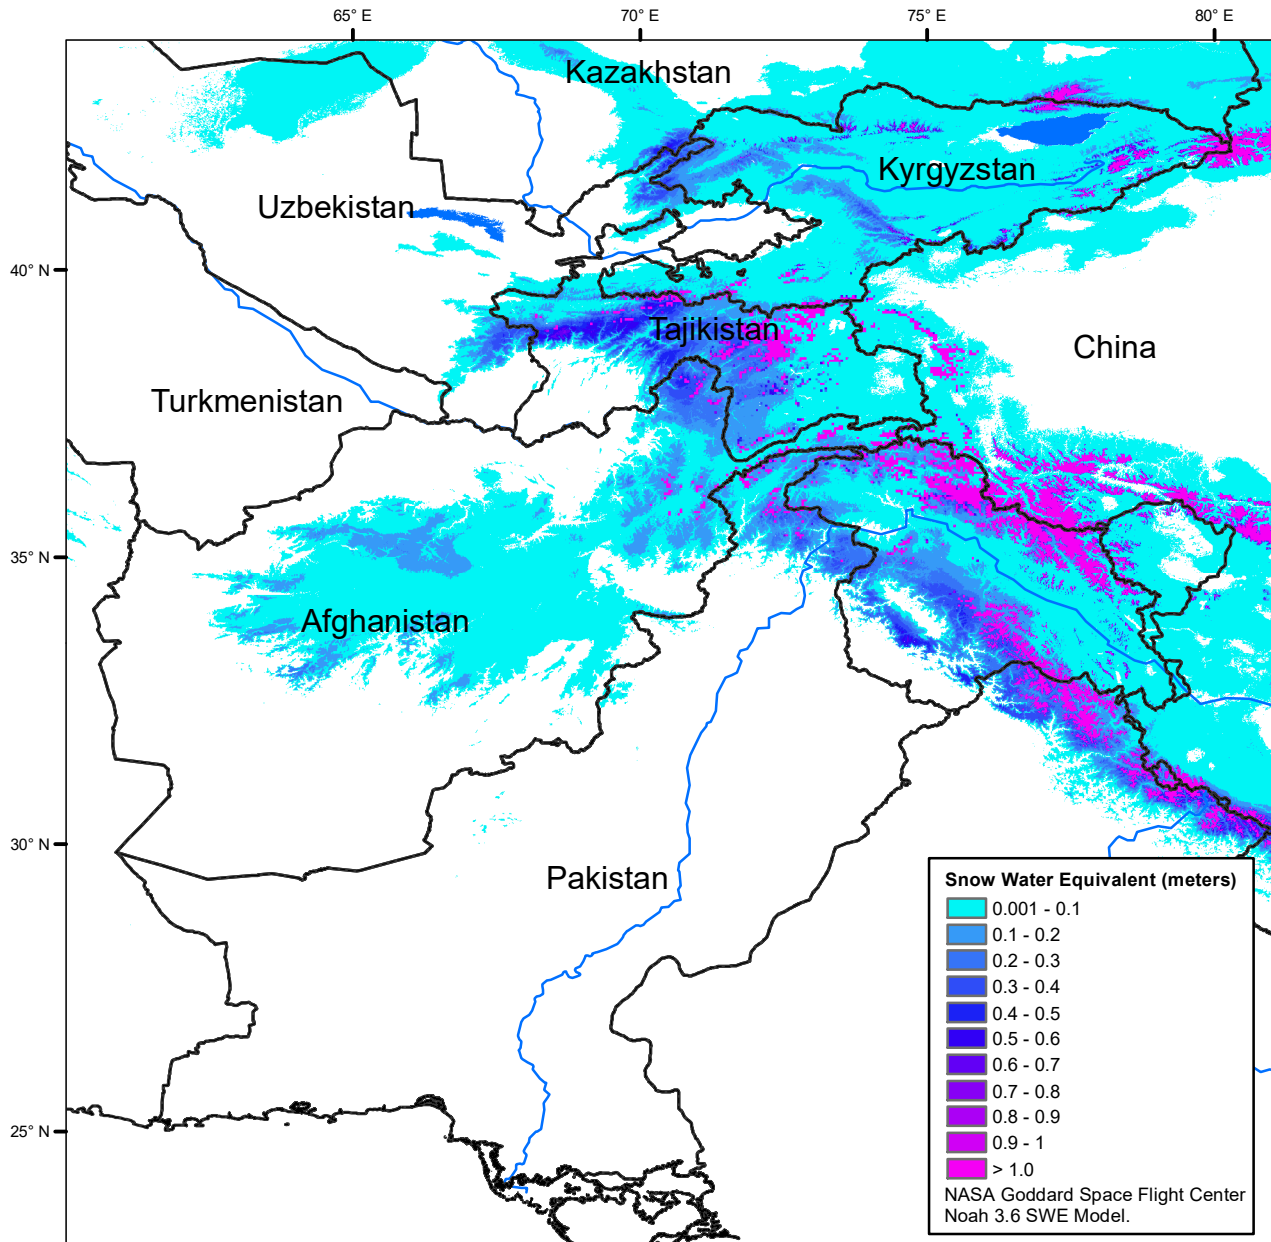 65° E
70° E
75° E
80° E
Kazakhstan
Kyrgyzstan
Uzbekistan
40° N
Tajikistan
China
Turkmenistan
35° N
Afghanistan
30° N
Pakistan
25° N
Snow Water Equivalent (meters)
0.001 - 0.1
0.1 - 0.2
0.2 - 0.3
0.3 - 0.4
0.4 - 0.5
0.5 - 0.6
0.6 - 0.7
0.7 - 0.8
0.8 - 0.9
0.9 - 1
> 1.0
NASA Goddard Space Flight Center
Noah 3.6 SWE Model.